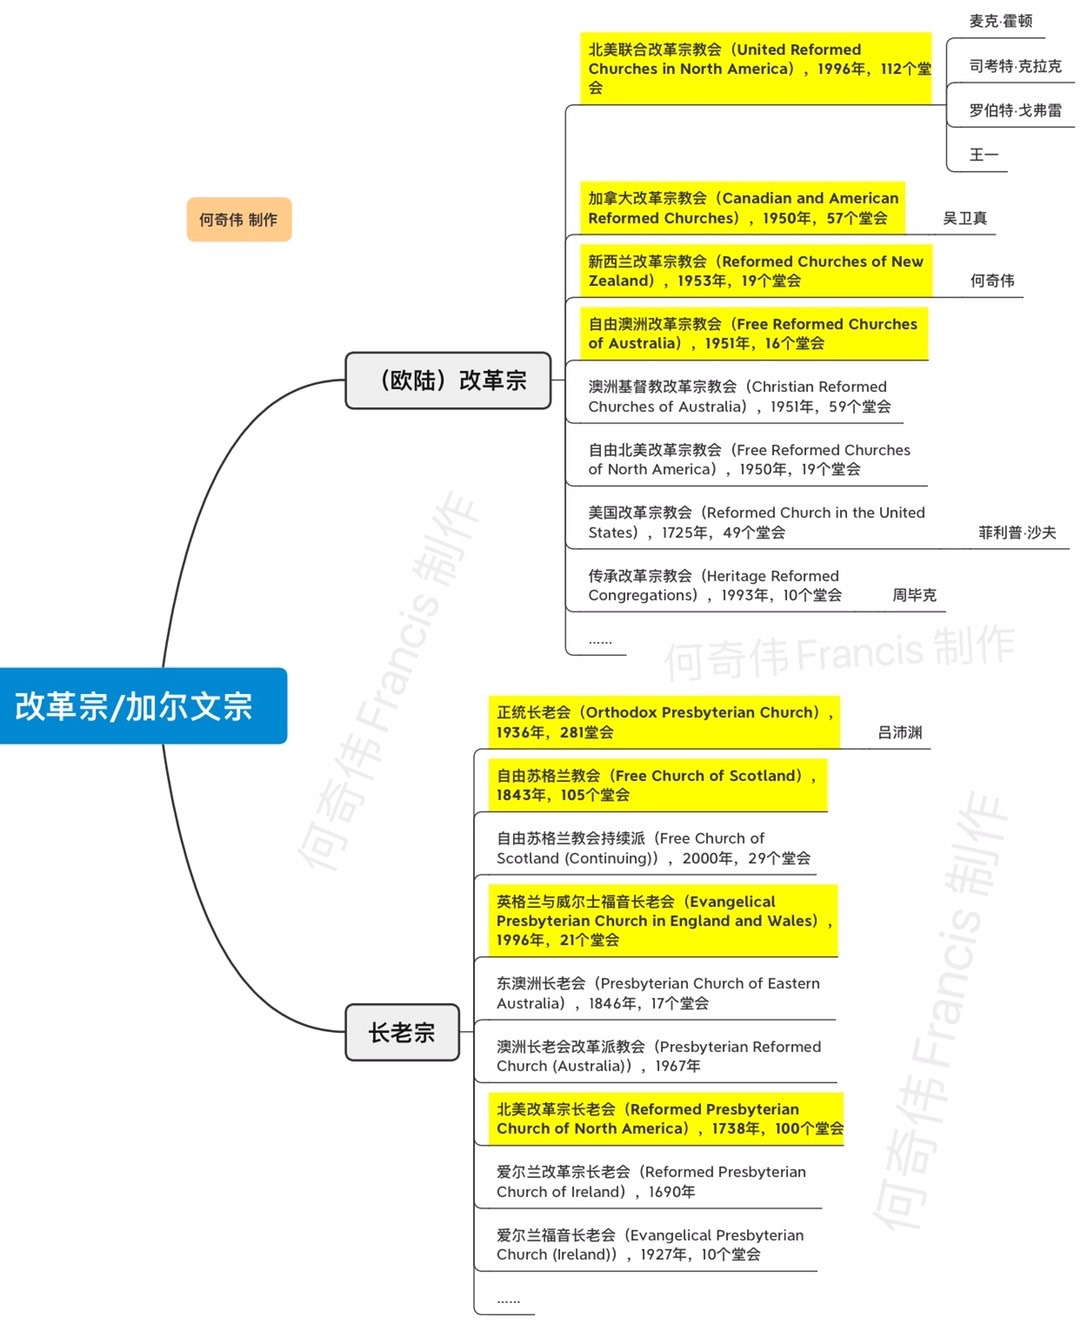 麦克·霍顿
北美联合改革宗教会（United Reformed
Churches in North America），1996年，112个堂
会
司考特·克拉克
罗伯特·戈弗雷
王一
何奇伟 制作
加拿大改革宗教会（Canadian and American
Reformed Churches），1950年，57个堂会
吴卫真
新西兰改革宗教会（Reformed Churches of New
Zealand），1953年，19个堂会
何奇伟
自由澳洲改革宗教会（Free Reformed Churches
of Australia），1951年，16个堂会
（欧陆）改革宗
澳洲基督教改革宗教会（Christian Reformed
Churches of Australia），1951年，59个堂会
自由北美改革宗教会（Free Reformed Churches
of North America），1950年，19个堂会
美国改革宗教会（Reformed Church in the United
States），1725年，49个堂会
菲利普·沙夫
传承改革宗教会（Heritage Reformed
Congregations），1993年，10个堂会
周毕克
......
何奇伟 Francis 制作
何奇伟 Francis 制作
改革宗/加尔文宗
正统长老会（Orthodox Presbyterian Church），
1936年，281堂会
吕沛渊
自由苏格兰教会（Free Church of Scotland），
1843年，105个堂会
自由苏格兰教会持续派（Free Church of
Scotland (Continuing)），2000年，29个堂会
英格兰与威尔士福音长老会（Evangelical
Presbyterian Church in England and Wales），
1996年，21个堂会
东澳洲长老会（Presbyterian Church of Eastern
Australia），1846年，17个堂会
长老宗
澳洲长老会改革派教会（Presbyterian Reformed
Church (Australia)），1967年
北美改革宗长老会（Reformed Presbyterian
Church of North America），1738年，100个堂会
爱尔兰改革宗长老会（Reformed Presbyterian
Church of Ireland），1690年
爱尔兰福音长老会（Evangelical Presbyterian
Church (Ireland)），1927年，10个堂会
......
何奇伟 Francis 制作